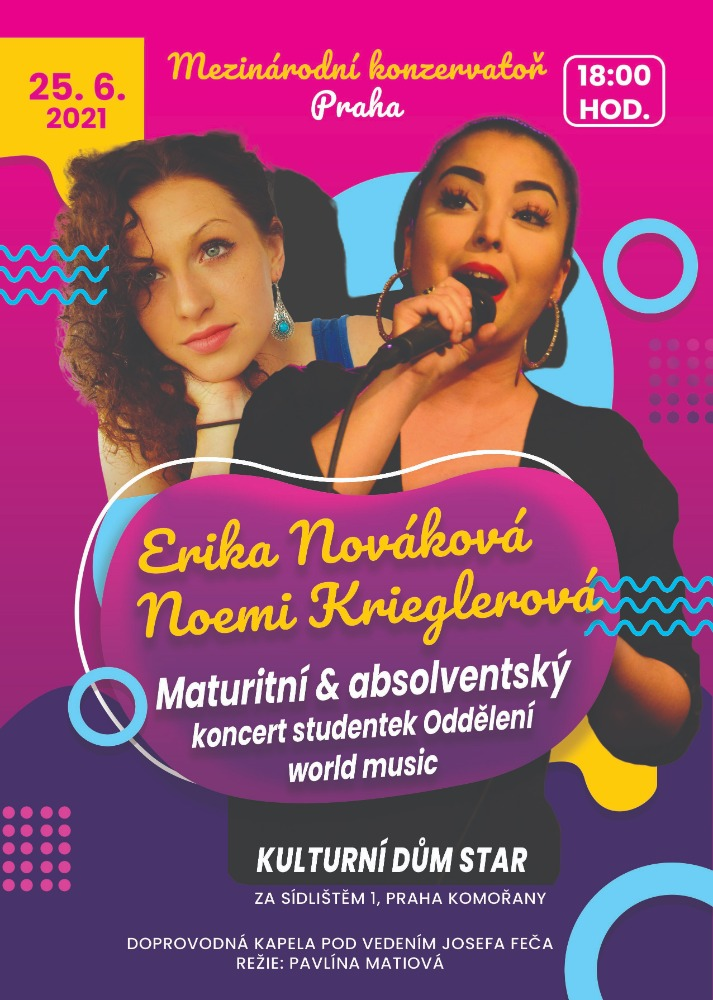 25. 6.
2021
Mezinárodní konzervatoř
Praha
18:00
HOD.
Erika Nováková
Noemi Krieglerová
Maturitní & absolventský
koncert studentek Oddělení
world music
KULTURNÍ DŮM STAR
ZA SÍDLIŠTĚM 1, PRAHA KOMOŘANY
DOPROVODNÁ KAPELA POD VEDENÍM JOSEFA FEČA
REŽIE: PAVLÍNA MATIOVÁ